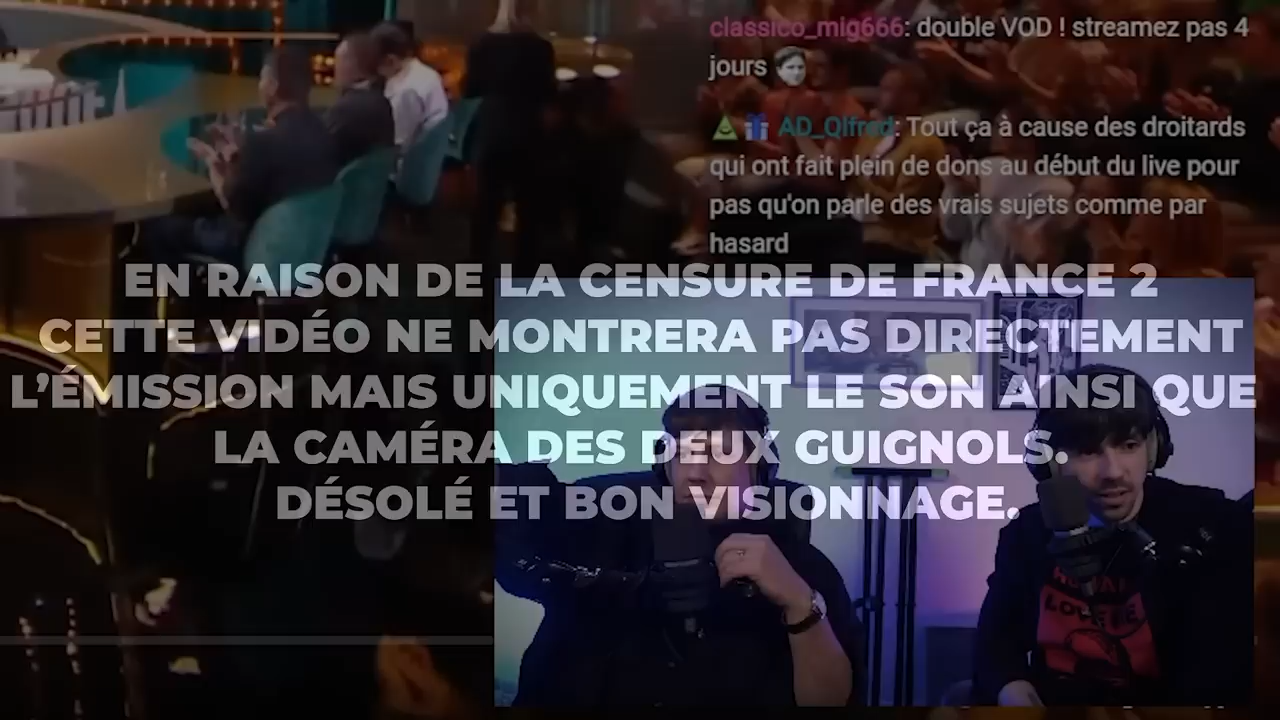 classico_mig666: double VOD ! streamez pas 4
jours
AD_Qlfred: Tout ça à cause des droitards
qui ont fait plein de dons au début du live pour
pas qu'on parle des vrais sujets comme par
hasard
EN RAISON DE LA CENSURE DE FRANCE 2
CETTE VIDÉO NE MONTRERA PAS DIRECTEMENT
L'ÉMISSION MAIS UNIQUEMENT LE SON AINSI QUE
LA CAMÉRA DES DEUX GUIGNOLS.
DÉSOLÉ ET BON VISIONNAGE.